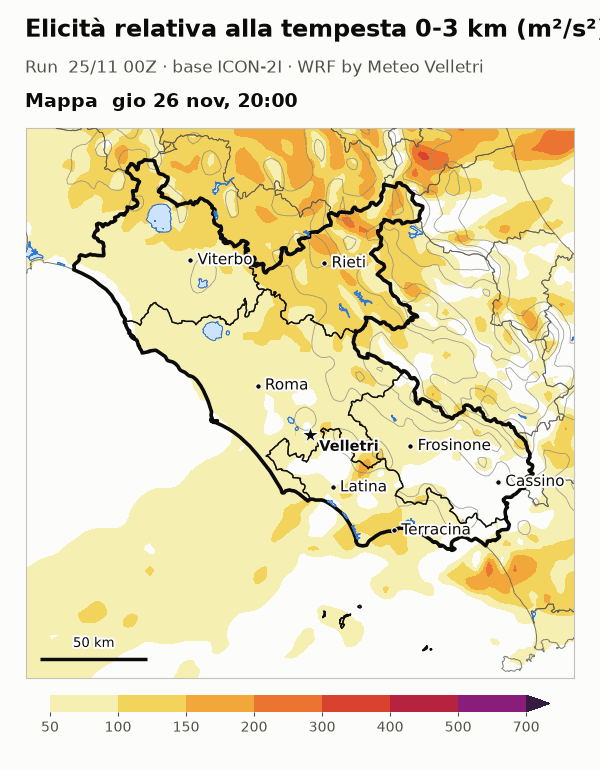 Elicità relativa alla tempesta 0-3 km (m²/s²)
Run  25/11 00Z · base ICON-2I · WRF by Meteo Velletri
Mappa  gio 26 nov, 20:00
Viterbo
Rieti
Roma
Velletri
Frosinone
Cassino
Latina
Terracina
50 km
50 100 150 200 300 400 500 700